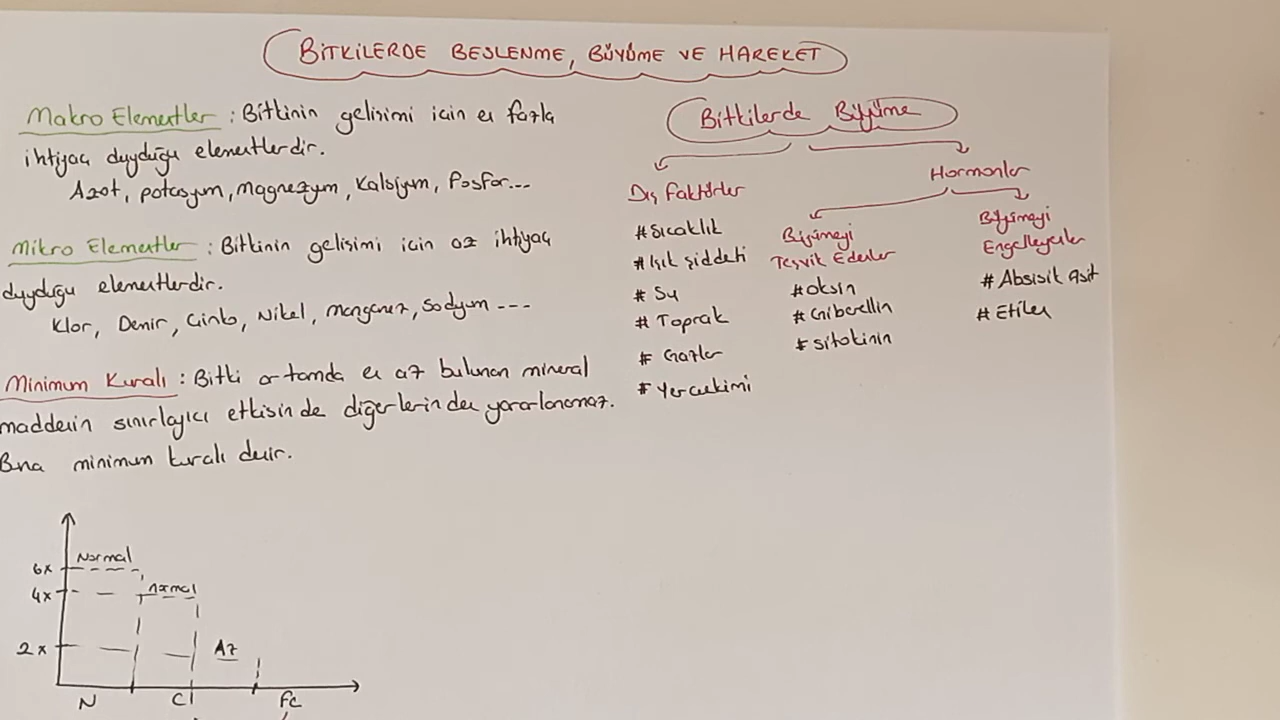 BİTKİLERDE BESLENME, BÜYÜME VE HAREKET
Makro Elementler : Bitkinin gelişimi için en fazla
ihtiyaç duyduğu elementlerdir.
Azot, potasyum, magnezyum, Kalsiyum, Fosfor...
Mikro Elementler : Bitkinin gelişimi için az ihtiyaç
duyduğu elementlerdir.
Klor, Demir, Çinko, Nikel, manganez, Sodyum ---
Minimum Kuralı : Bitki ortamda en az bulunan mineral
maddenin sınırlayıcı etkisinde diğerlerinden yararlanamaz.
Buna minimum kuralı denir.
6x
Normal
4x
normal
2x
Az
N
Cl
Fe
Bitkilerde Büyüme
Dış Faktörler
#Sıcaklık
#Işık şiddeti
# Su
# Toprak
# Gazlar
# Yerçekimi
Hormonlar
Büyümeyi
Teşvik Edenler
#Oksin
#Giberellin
# Sitokinin
Büyümeyi
Engelleyenler
# Absisik Asit
# Etilen